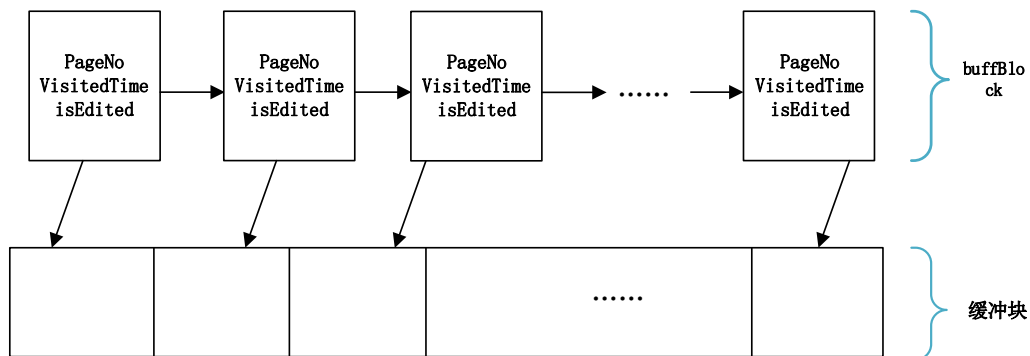 PageNo
VisitedTime
isEdited
PageNo
VisitedTime
isEdited
PageNo
VisitedTime
isEdited
……
PageNo
VisitedTime
isEdited
buffBlo
ck
……
缓冲块